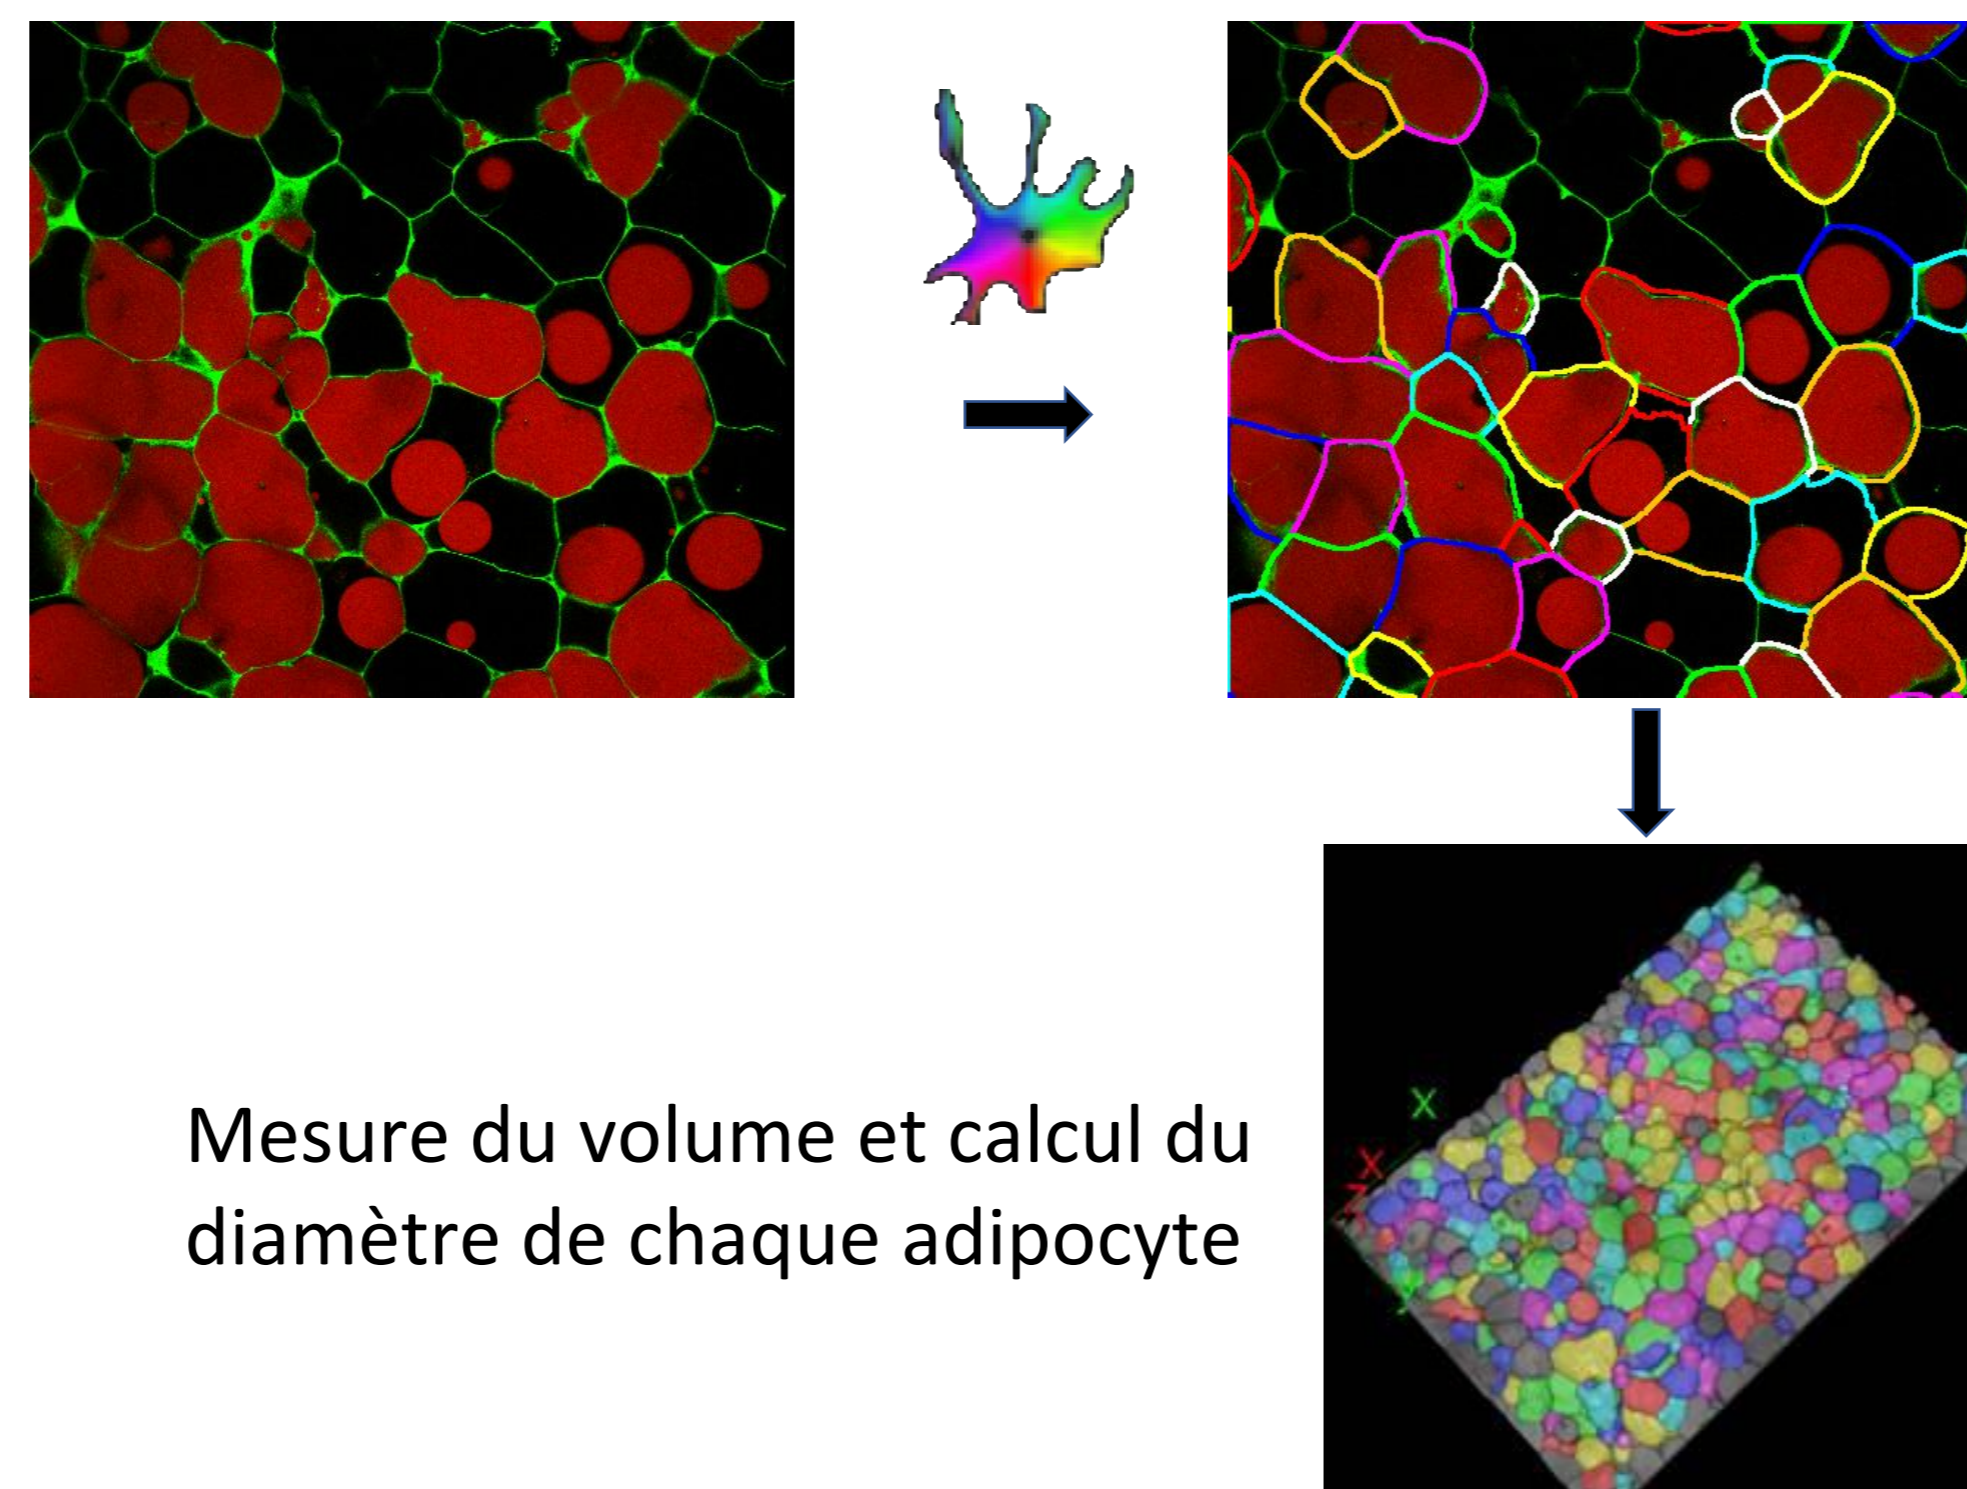 Mesure du volume et calcul du
diamètre de chaque adipocyte
X
X
Z
y